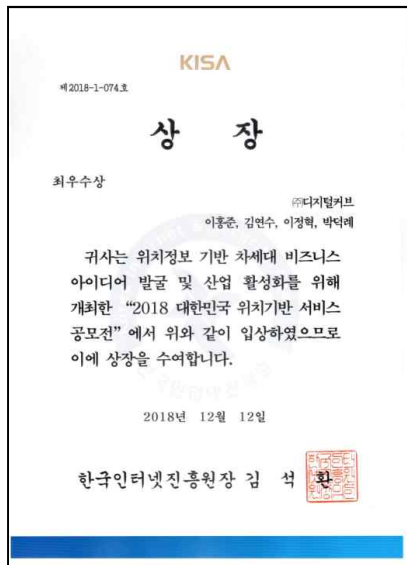 KISA
제2018-1-074호
상 장
최우수상
㈜디지털커브
이홍준, 김연수, 이정혁, 박덕례
귀사는 위치정보 기반 차세대 비즈니스
아이디어 발굴 및 산업 활성화를 위해
개최한 “2018 대한민국 위치기반 서비스
공모전” 에서 위와 같이 입상하였으므로
이에 상장을 수여합니다.
2018년 12월 12일
한국인터넷진흥원장 김 석 환